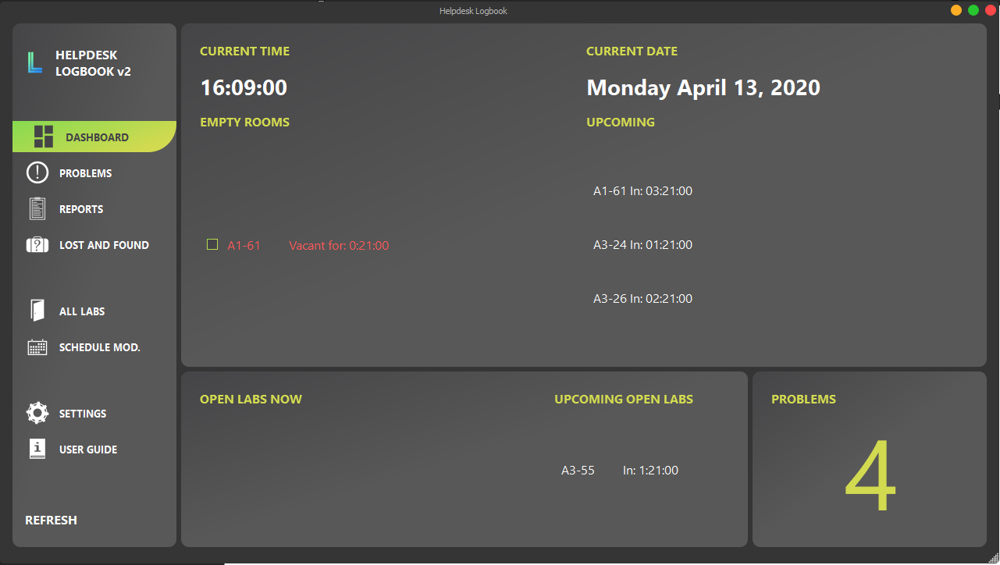 Helpdesk Logbook
HELPDESK
LOGBOOK v2
DASHBOARD
PROBLEMS
REPORTS
LOST AND FOUND
ALL LABS
SCHEDULE MOD.
SETTINGS
USER GUIDE
REFRESH
CURRENT TIME
16:09:00
EMPTY ROOMS
A1-61 Vacant for: 0:21:00
CURRENT DATE
Monday April 13, 2020
UPCOMING
A1-61 In: 03:21:00
A3-24 In: 01:21:00
A3-26 In: 02:21:00
OPEN LABS NOW
UPCOMING OPEN LABS
A3-55 In: 1:21:00
PROBLEMS
4